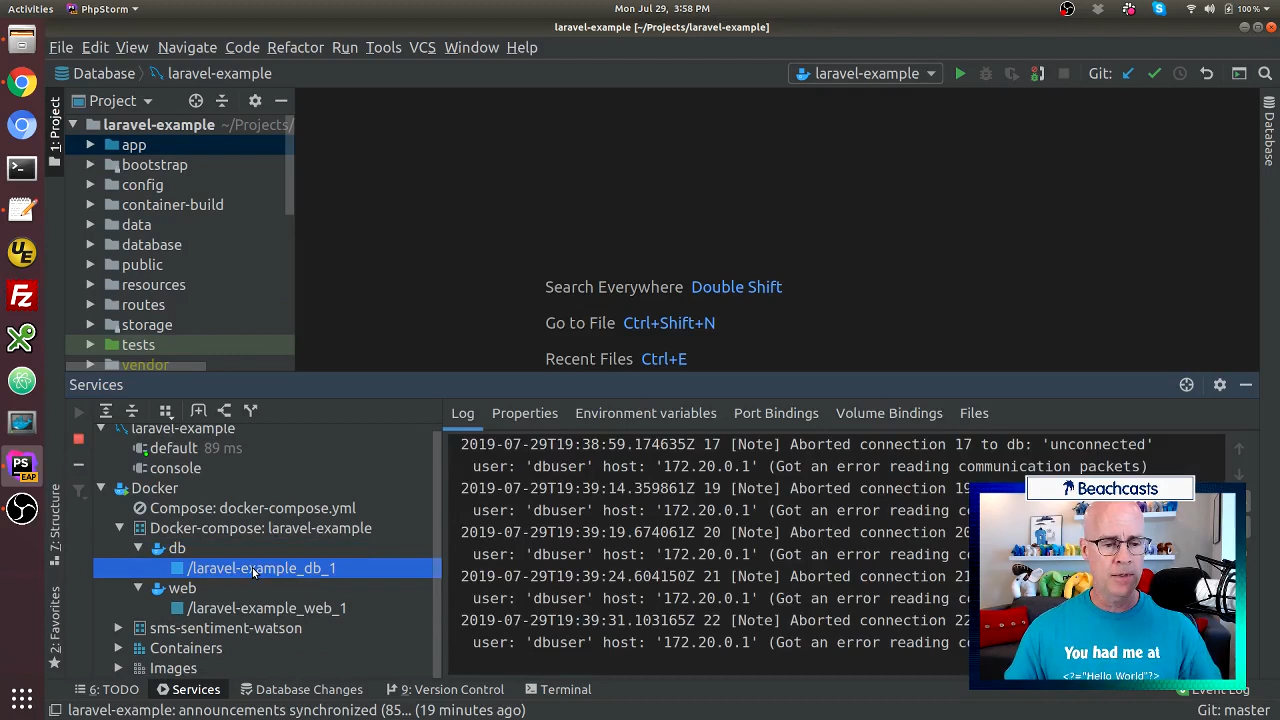 Activities PhpStorm Mon Jul 29, 3:58 PM 100%
laravel-example [~/Projects/laravel-example]
File Edit View Navigate Code Refactor Run Tools VCS Window Help
Database laravel-example laravel-example Git:
1: Project
Project
laravel-example ~/Projects/
app
bootstrap
config
container-build
data
database
public
resources
routes
storage
tests
vendor
Database
Search Everywhere Double Shift
Go to File Ctrl+Shift+N
Recent Files Ctrl+E
Services
Log Properties Environment variables Port Bindings Volume Bindings Files
laravel-example
default 89 ms
console
Docker
Compose: docker-compose.yml
Docker-compose: laravel-example
db
/laravel-example_db_1
web
/laravel-example_web_1
sms-sentiment-watson
Containers
Images
7: Structure
2: Favorites
2019-07-29T19:38:59.174635Z 17 [Note] Aborted connection 17 to db: 'unconnected'
user: 'dbuser' host: '172.20.0.1' (Got an error reading communication packets)
2019-07-29T19:39:14.359861Z 19 [Note] Aborted connection 19
user: 'dbuser' host: '172.20.0.1' (Got an error reading c
2019-07-29T19:39:19.674061Z 20 [Note] Aborted connection 20
user: 'dbuser' host: '172.20.0.1' (Got an error reading c
2019-07-29T19:39:24.604150Z 21 [Note] Aborted connection 21
user: 'dbuser' host: '172.20.0.1' (Got an error reading c
2019-07-29T19:39:31.103165Z 22 [Note] Aborted connection 22
user: 'dbuser' host: '172.20.0.1' (Got an error reading c
Beachcasts
You had me at
<?="Hello World"?>
6: TODO Services Database Changes 9: Version Control Terminal Event Log
laravel-example: announcements synchronized (85... (19 minutes ago) Git: master